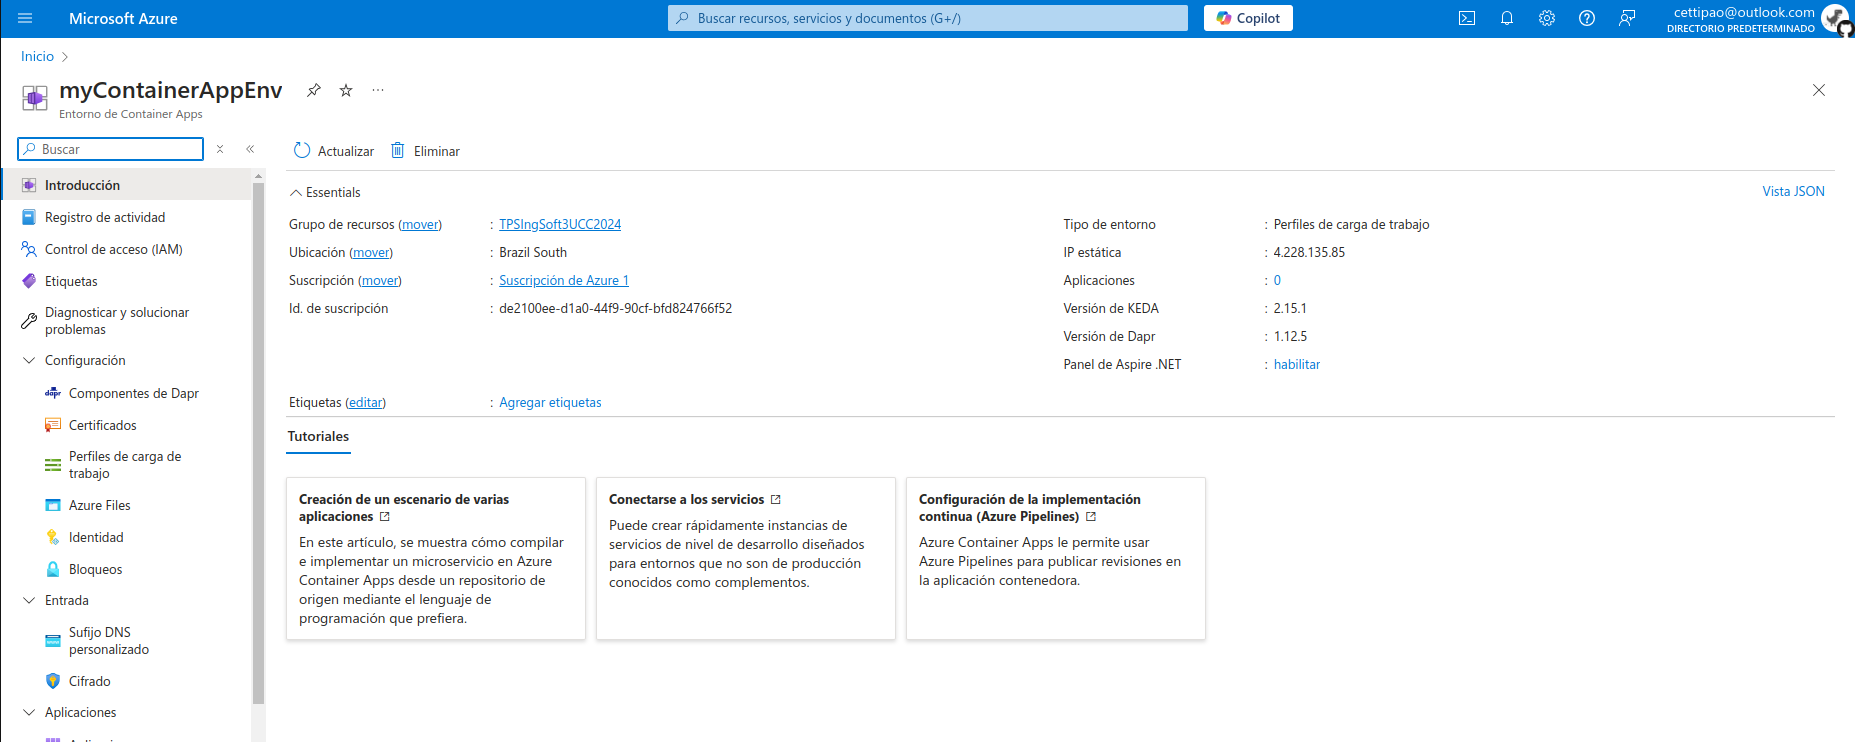 Microsoft Azure
Buscar recursos, servicios y documentos (G+/)
Copilot
cettipao@outlook.com
DIRECTORIO PREDETERMINADO
Inicio
myContainerAppEnv
Entorno de Container Apps
Buscar
Introducción
Registro de actividad
Control de acceso (IAM)
Etiquetas
Diagnosticar y solucionar
problemas
Configuración
dapr
Componentes de Dapr
Certificados
Perfiles de carga de
trabajo
Azure Files
Identidad
Bloqueos
Entrada
Sufijo DNS
personalizado
Cifrado
Aplicaciones
Actualizar
Eliminar
Essentials
Vista JSON
Grupo de recursos (mover) : TPSIngSoft3UCC2024
Ubicación (mover) : Brazil South
Suscripción (mover) : Suscripción de Azure 1
Id. de suscripción : de2100ee-d1a0-44f9-90cf-bfd824766f52
Tipo de entorno : Perfiles de carga de trabajo
IP estática : 4.228.135.85
Aplicaciones : 0
Versión de KEDA : 2.15.1
Versión de Dapr : 1.12.5
Panel de Aspire .NET : habilitar
Etiquetas (editar) : Agregar etiquetas
Tutoriales
Creación de un escenario de varias
aplicaciones
En este artículo, se muestra cómo compilar
e implementar un microservicio en Azure
Container Apps desde un repositorio de
origen mediante el lenguaje de
programación que prefiera.
Conectarse a los servicios
Puede crear rápidamente instancias de
servicios de nivel de desarrollo diseñados
para entornos que no son de producción
conocidos como complementos.
Configuración de la implementación
continua (Azure Pipelines)
Azure Container Apps le permite usar
Azure Pipelines para publicar revisiones en
la aplicación contenedora.